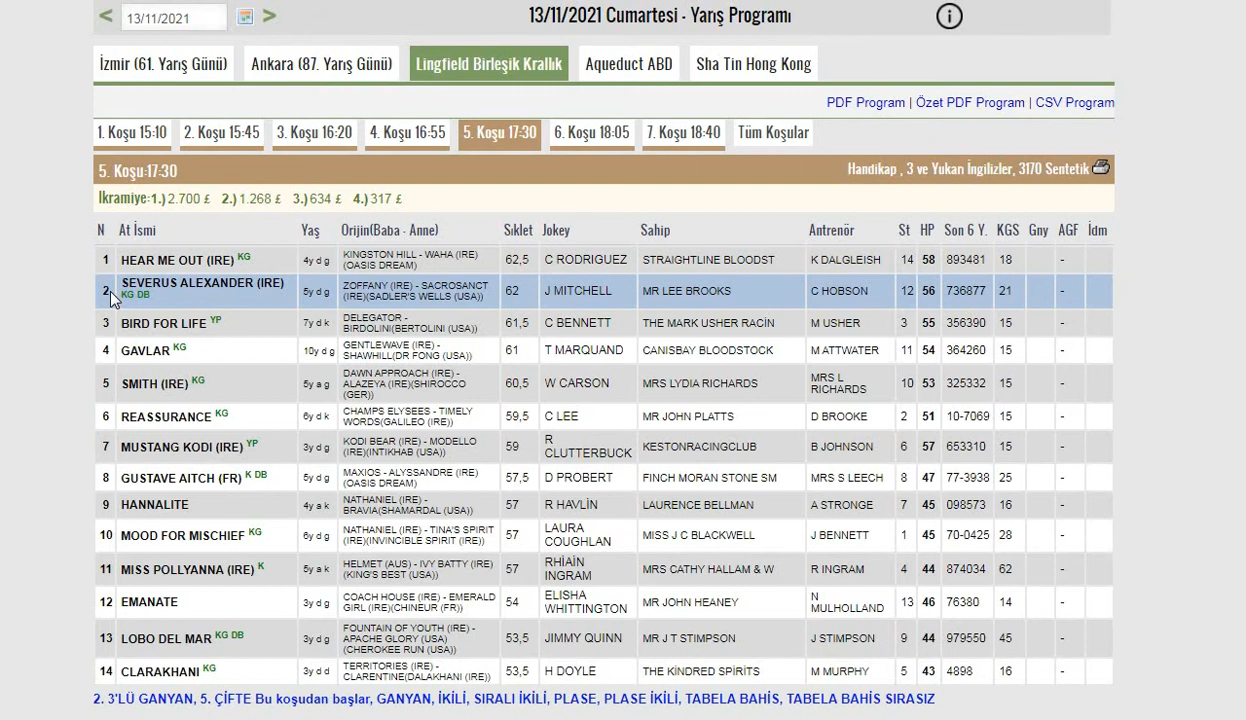 <
13/11/2021
>
13/11/2021 Cumartesi - Yarış Programı
i
İzmir (61. Yarış Günü) Ankara (87. Yarış Günü) Lingfield Birleşik Krallık Aqueduct ABD Sha Tin Hong Kong
PDF Program | Özet PDF Program | CSV Program
1. Koşu 15:10 2. Koşu 15:45 3. Koşu 16:20 4. Koşu 16:55 5. Koşu 17:30 6. Koşu 18:05 7. Koşu 18:40 Tüm Koşular
5. Koşu:17:30 Handikap , 3 ve Yukarı İngilizler, 3170 Sentetik
İkramiye: 1.) 2.700 £ 2.) 1.268 £ 3.) 634 £ 4.) 317 £
N At İsmi Yaş Orijin(Baba - Anne) Sıklet Jokey Sahip Antrenör St HP Son 6 Y. KGS Gny AGF İdm
1 HEAR ME OUT (IRE) KG 4y d g KINGSTON HILL - WAHA (IRE) (OASIS DREAM) 62,5 C RODRIGUEZ STRAIGHTLINE BLOODST K DALGLEISH 14 58 893481 18 -
2 SEVERUS ALEXANDER (IRE) KG DB 5y d g ZOFFANY (IRE) - SACROSANCT (IRE)(SADLER'S WELLS (USA)) 62 J MITCHELL MR LEE BROOKS C HOBSON 12 56 736877 21 -
3 BIRD FOR LIFE YP 7y d k DELEGATOR - BIRDOLINI(BERTOLINI (USA)) 61,5 C BENNETT THE MARK USHER RACİN M USHER 3 55 356390 15 -
4 GAVLAR KG 10y d g GENTLEWAVE (IRE) - SHAWHILL(DR FONG (USA)) 61 T MARQUAND CANISBAY BLOODSTOCK M ATTWATER 11 54 364260 15 -
5 SMITH (IRE) KG 5y a g DAWN APPROACH (IRE) - ALAZEYA (IRE)(SHIROCCO (GER)) 60,5 W CARSON MRS LYDIA RICHARDS MRS L RICHARDS 10 53 325332 15 -
6 REASSURANCE KG 6y d k CHAMPS ELYSEES - TIMELY WORDS(GALILEO (IRE)) 59,5 C LEE MR JOHN PLATTS D BROOKE 2 51 10-7069 15 -
7 MUSTANG KODI (IRE) YP 3y d g KODI BEAR (IRE) - MODELLO (IRE)(INTIKHAB (USA)) 59 R CLUTTERBUCK KESTONRACINGCLUB B JOHNSON 6 57 653310 15 -
8 GUSTAVE AITCH (FR) K DB 5y d g MAXIOS - ALYSSANDRE (IRE) (OASIS DREAM) 57,5 D PROBERT FINCH MORAN STONE SM MRS S LEECH 8 47 77-3938 25 -
9 HANNALITE 4y a k NATHANIEL (IRE) - BRAVIA(SHAMARDAL (USA)) 57 R HAVLİN LAURENCE BELLMAN A STRONGE 7 45 098573 16 -
10 MOOD FOR MISCHIEF KG 6y d g NATHANIEL (IRE) - TINA'S SPIRIT (IRE)(INVINCIBLE SPIRIT (IRE)) 57 LAURA COUGHLAN MISS J C BLACKWELL J BENNETT 1 45 70-0425 28 -
11 MISS POLLYANNA (IRE) K 5y a k HELMET (AUS) - IVY BATTY (IRE) (KING'S BEST (USA)) 57 RHİAİN INGRAM MRS CATHY HALLAM & W R INGRAM 4 44 874034 62 -
12 EMANATE 3y d g COACH HOUSE (IRE) - EMERALD GIRL (IRE)(CHINEUR (FR)) 54 ELISHA WHITTINGTON MR JOHN HEANEY N MULHOLLAND 13 46 76380 14 -
13 LOBO DEL MAR KG DB 3y d g FOUNTAIN OF YOUTH (IRE) - APACHE GLORY (USA) (CHEROKEE RUN (USA)) 53,5 JIMMY QUINN MR J T STIMPSON J STIMPSON 9 44 979550 45 -
14 CLARAKHANI KG 3y d d TERRITORIES (IRE) - CLARENTINE(DALAKHANI (IRE)) 53,5 H DOYLE THE KİNDRED SPİRİTS M MURPHY 5 43 4898 16 -
2. 3'LÜ GANYAN, 5. ÇİFTE Bu koşudan başlar, GANYAN, İKİLİ, SIRALI İKİLİ, PLASE, PLASE İKİLİ, TABELA BAHİS, TABELA BAHİS SIRASIZ